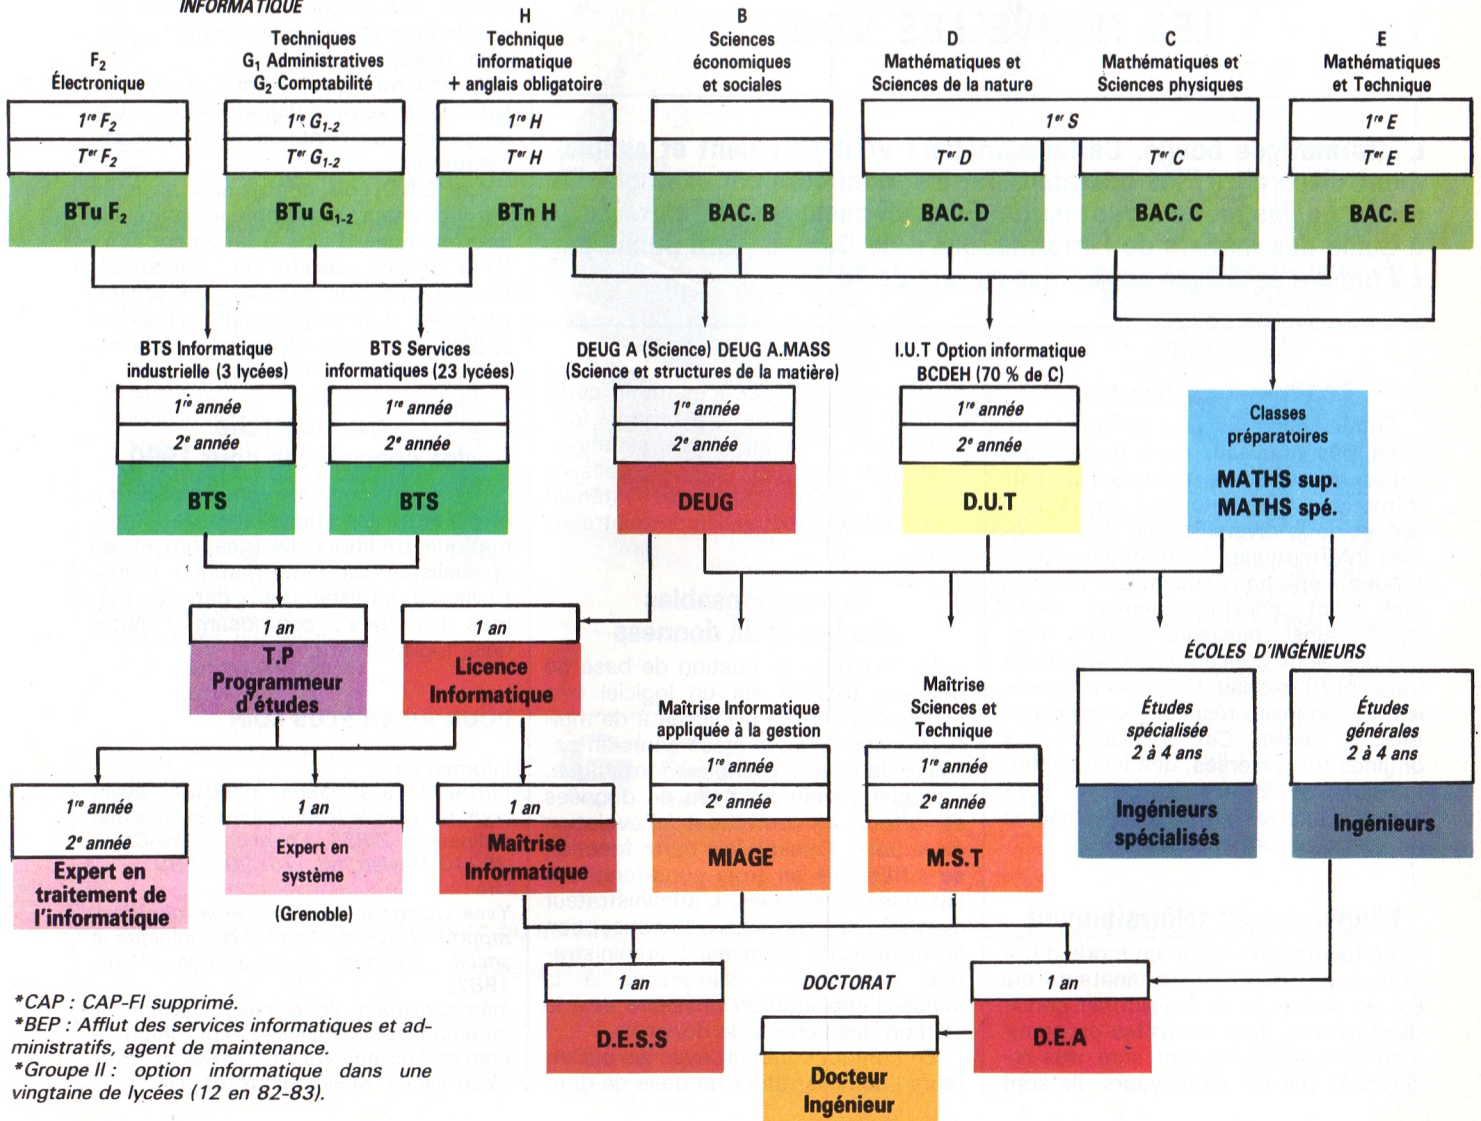 INFORMATIQUE
F₂
Électronique
Techniques
G₁ Administratives
G₂ Comptabilité
H
Technique
informatique
+ anglais obligatoire
B
Sciences
économiques
et sociales
D
Mathématiques et
Sciences de la nature
C
Mathématiques et
Sciences physiques
E
Mathématiques
et Technique
1re F₂
1re G₁₋₂
1re H
1er S
1re E
Ter F₂
Ter G₁₋₂
Ter H
Ter D
Ter C
Ter E
BTu F₂
BTu G₁₋₂
BTn H
BAC. B
BAC. D
BAC. C
BAC. E
BTS Informatique
industrielle (3 lycées)
1re année
2e année
BTS
BTS Services
informatiques (23 lycées)
1re année
2e année
BTS
DEUG A (Science) DEUG A.MASS
(Science et structures de la matière)
1re année
2e année
DEUG
I.U.T Option informatique
BCDEH (70 % de C)
1re année
2e année
D.U.T
Classes
préparatoires
MATHS sup.
MATHS spé.
1 an
T.P
Programmeur
d'études
1 an
Licence
Informatique
ÉCOLES D'INGÉNIEURS
Maîtrise Informatique
appliquée à la gestion
1re année
2e année
MIAGE
Maîtrise
Sciences et
Technique
1re année
2e année
M.S.T
Études
spécialisée
2 à 4 ans
Ingénieurs
spécialisés
Études
générales
2 à 4 ans
Ingénieurs
1re année
2e année
Expert en
traitement de
l'informatique
1 an
Expert en
système
(Grenoble)
1 an
Maîtrise
Informatique
1 an
D.E.S.S
DOCTORAT
1 an
D.E.A
Docteur
Ingénieur
*CAP : CAP-FI supprimé.
*BEP : Afflut des services informatiques et ad-
ministratifs, agent de maintenance.
*Groupe II : option informatique dans une
vingtaine de lycées (12 en 82-83).